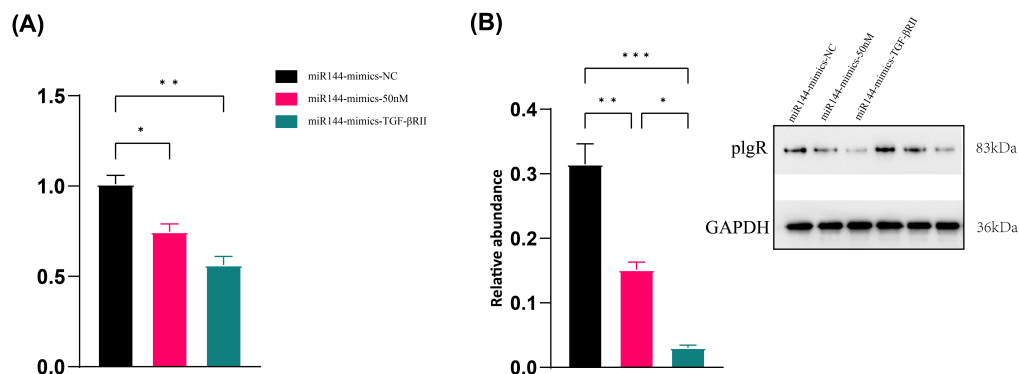 (A)
* *
*
1.5
1.0
0.5
0.0
miR144-mimics-NC
miR144-mimics-50nM
miR144-mimics-TGF-βRII
(B)
* * *
* *
*
Relative abundance
0.4
0.3
0.2
0.1
0.0
miR144-mimics-NC
miR144-mimics-50nM
miR144-mimics-TGF-βRII
plgR
83kDa
GAPDH
36kDa